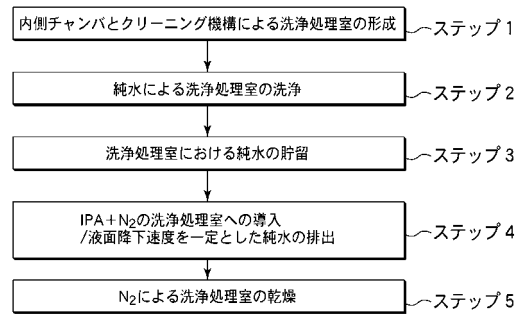 内側チャンバとクリーニング機構による洗浄処理室の形成
ステップ1
純水による洗浄処理室の洗浄
ステップ2
洗浄処理室における純水の貯留
ステップ3
IPA+N2の洗浄処理室への導入
/液面降下速度を一定とした純水の排出
ステップ4
N2による洗浄処理室の乾燥
ステップ5